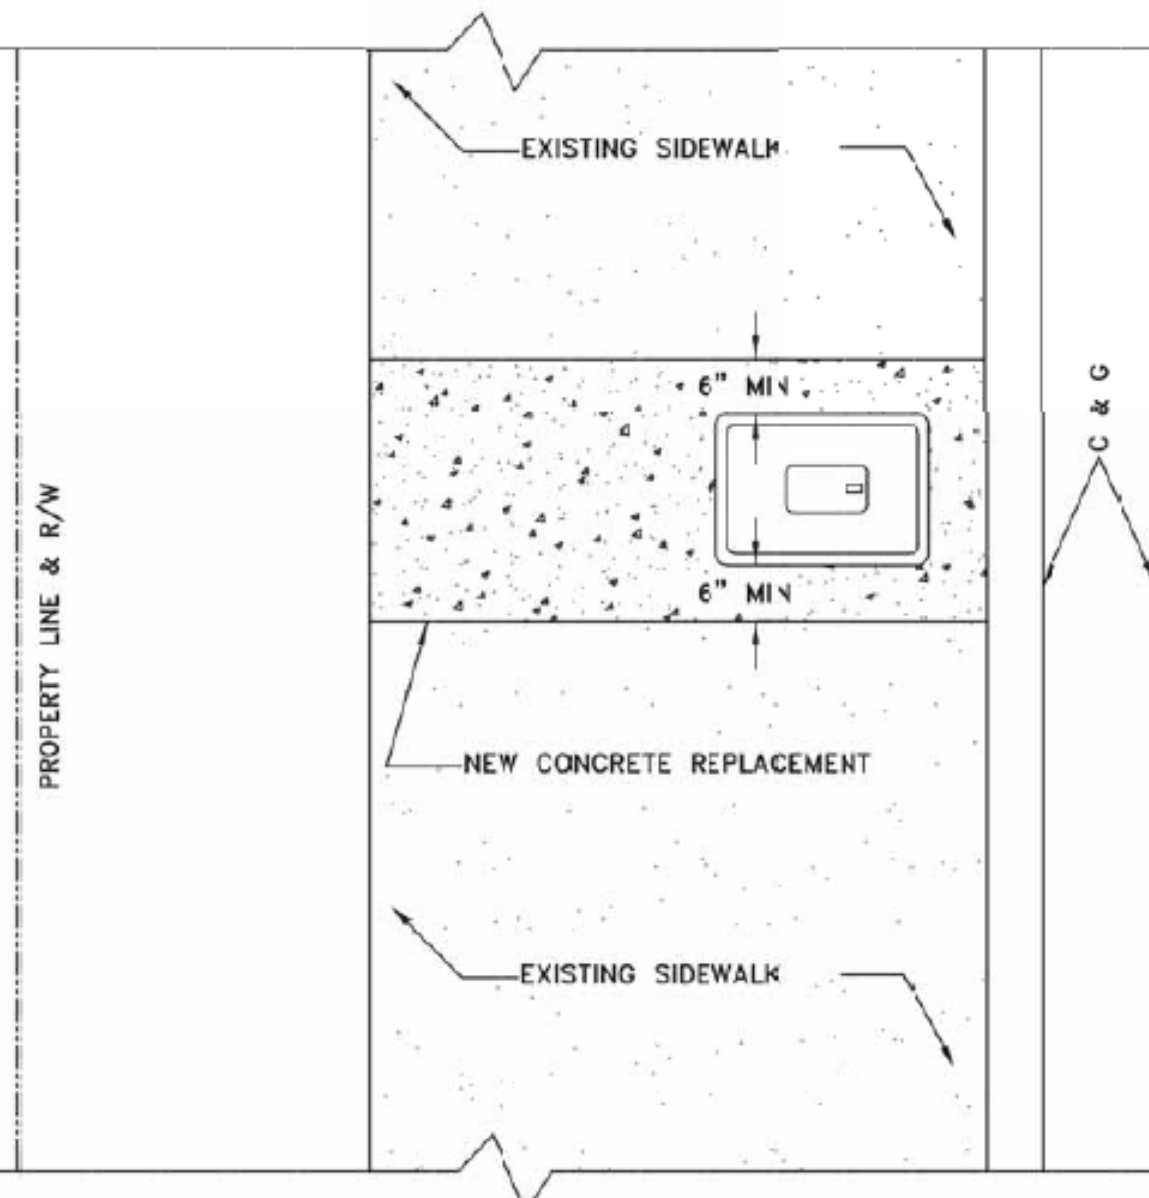 EXISTING SIDEWALK
6" MIN
C & G
PROPERTY LINE & R/W
6" MIN
NEW CONCRETE REPLACEMENT
EXISTING SIDEWALK